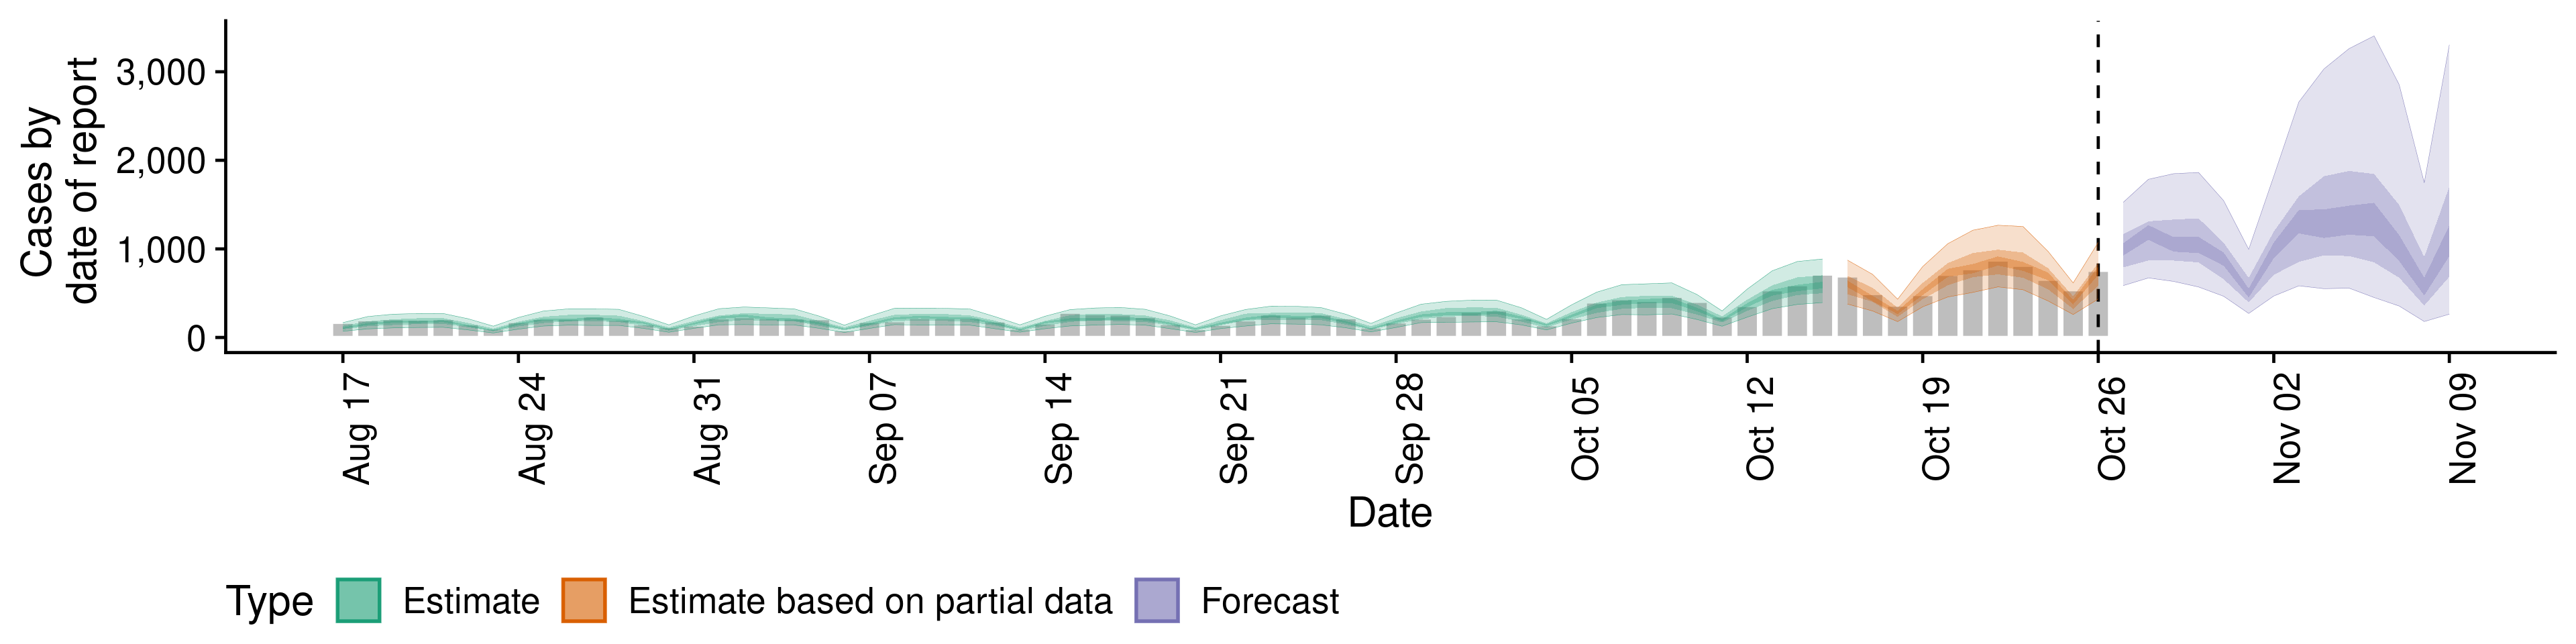 Cases by
date of report
3,000
2,000
1,000
0
Aug 17
Aug 24
Aug 31
Sep 07
Sep 14
Sep 21
Sep 28
Oct 05
Oct 12
Oct 19
Oct 26
Nov 02
Nov 09
Date
Type Estimate Estimate based on partial data Forecast